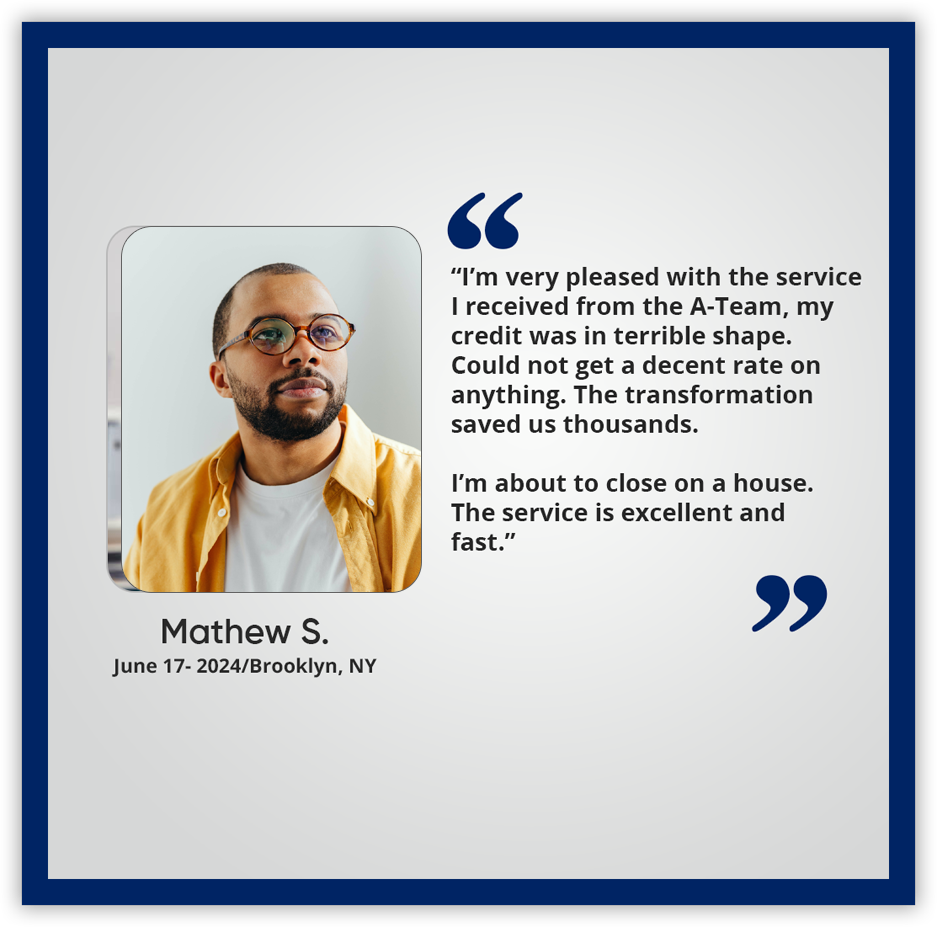 “I’m very pleased with the service
I received from the A-Team, my
credit was in terrible shape.
Could not get a decent rate on
anything. The transformation
saved us thousands.
I’m about to close on a house.
The service is excellent and
fast.”
Mathew S.
June 17- 2024/Brooklyn, NY